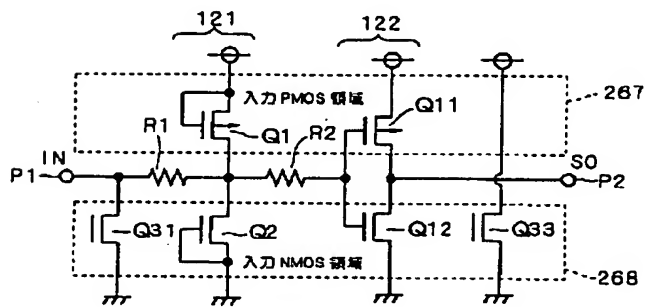 121
122
入力 PMOS 領域
267
Q1
Q11
R1
R2
IN
P1
SO
P2
Q31
Q2
Q12
Q33
入力 NMOS 領域
268